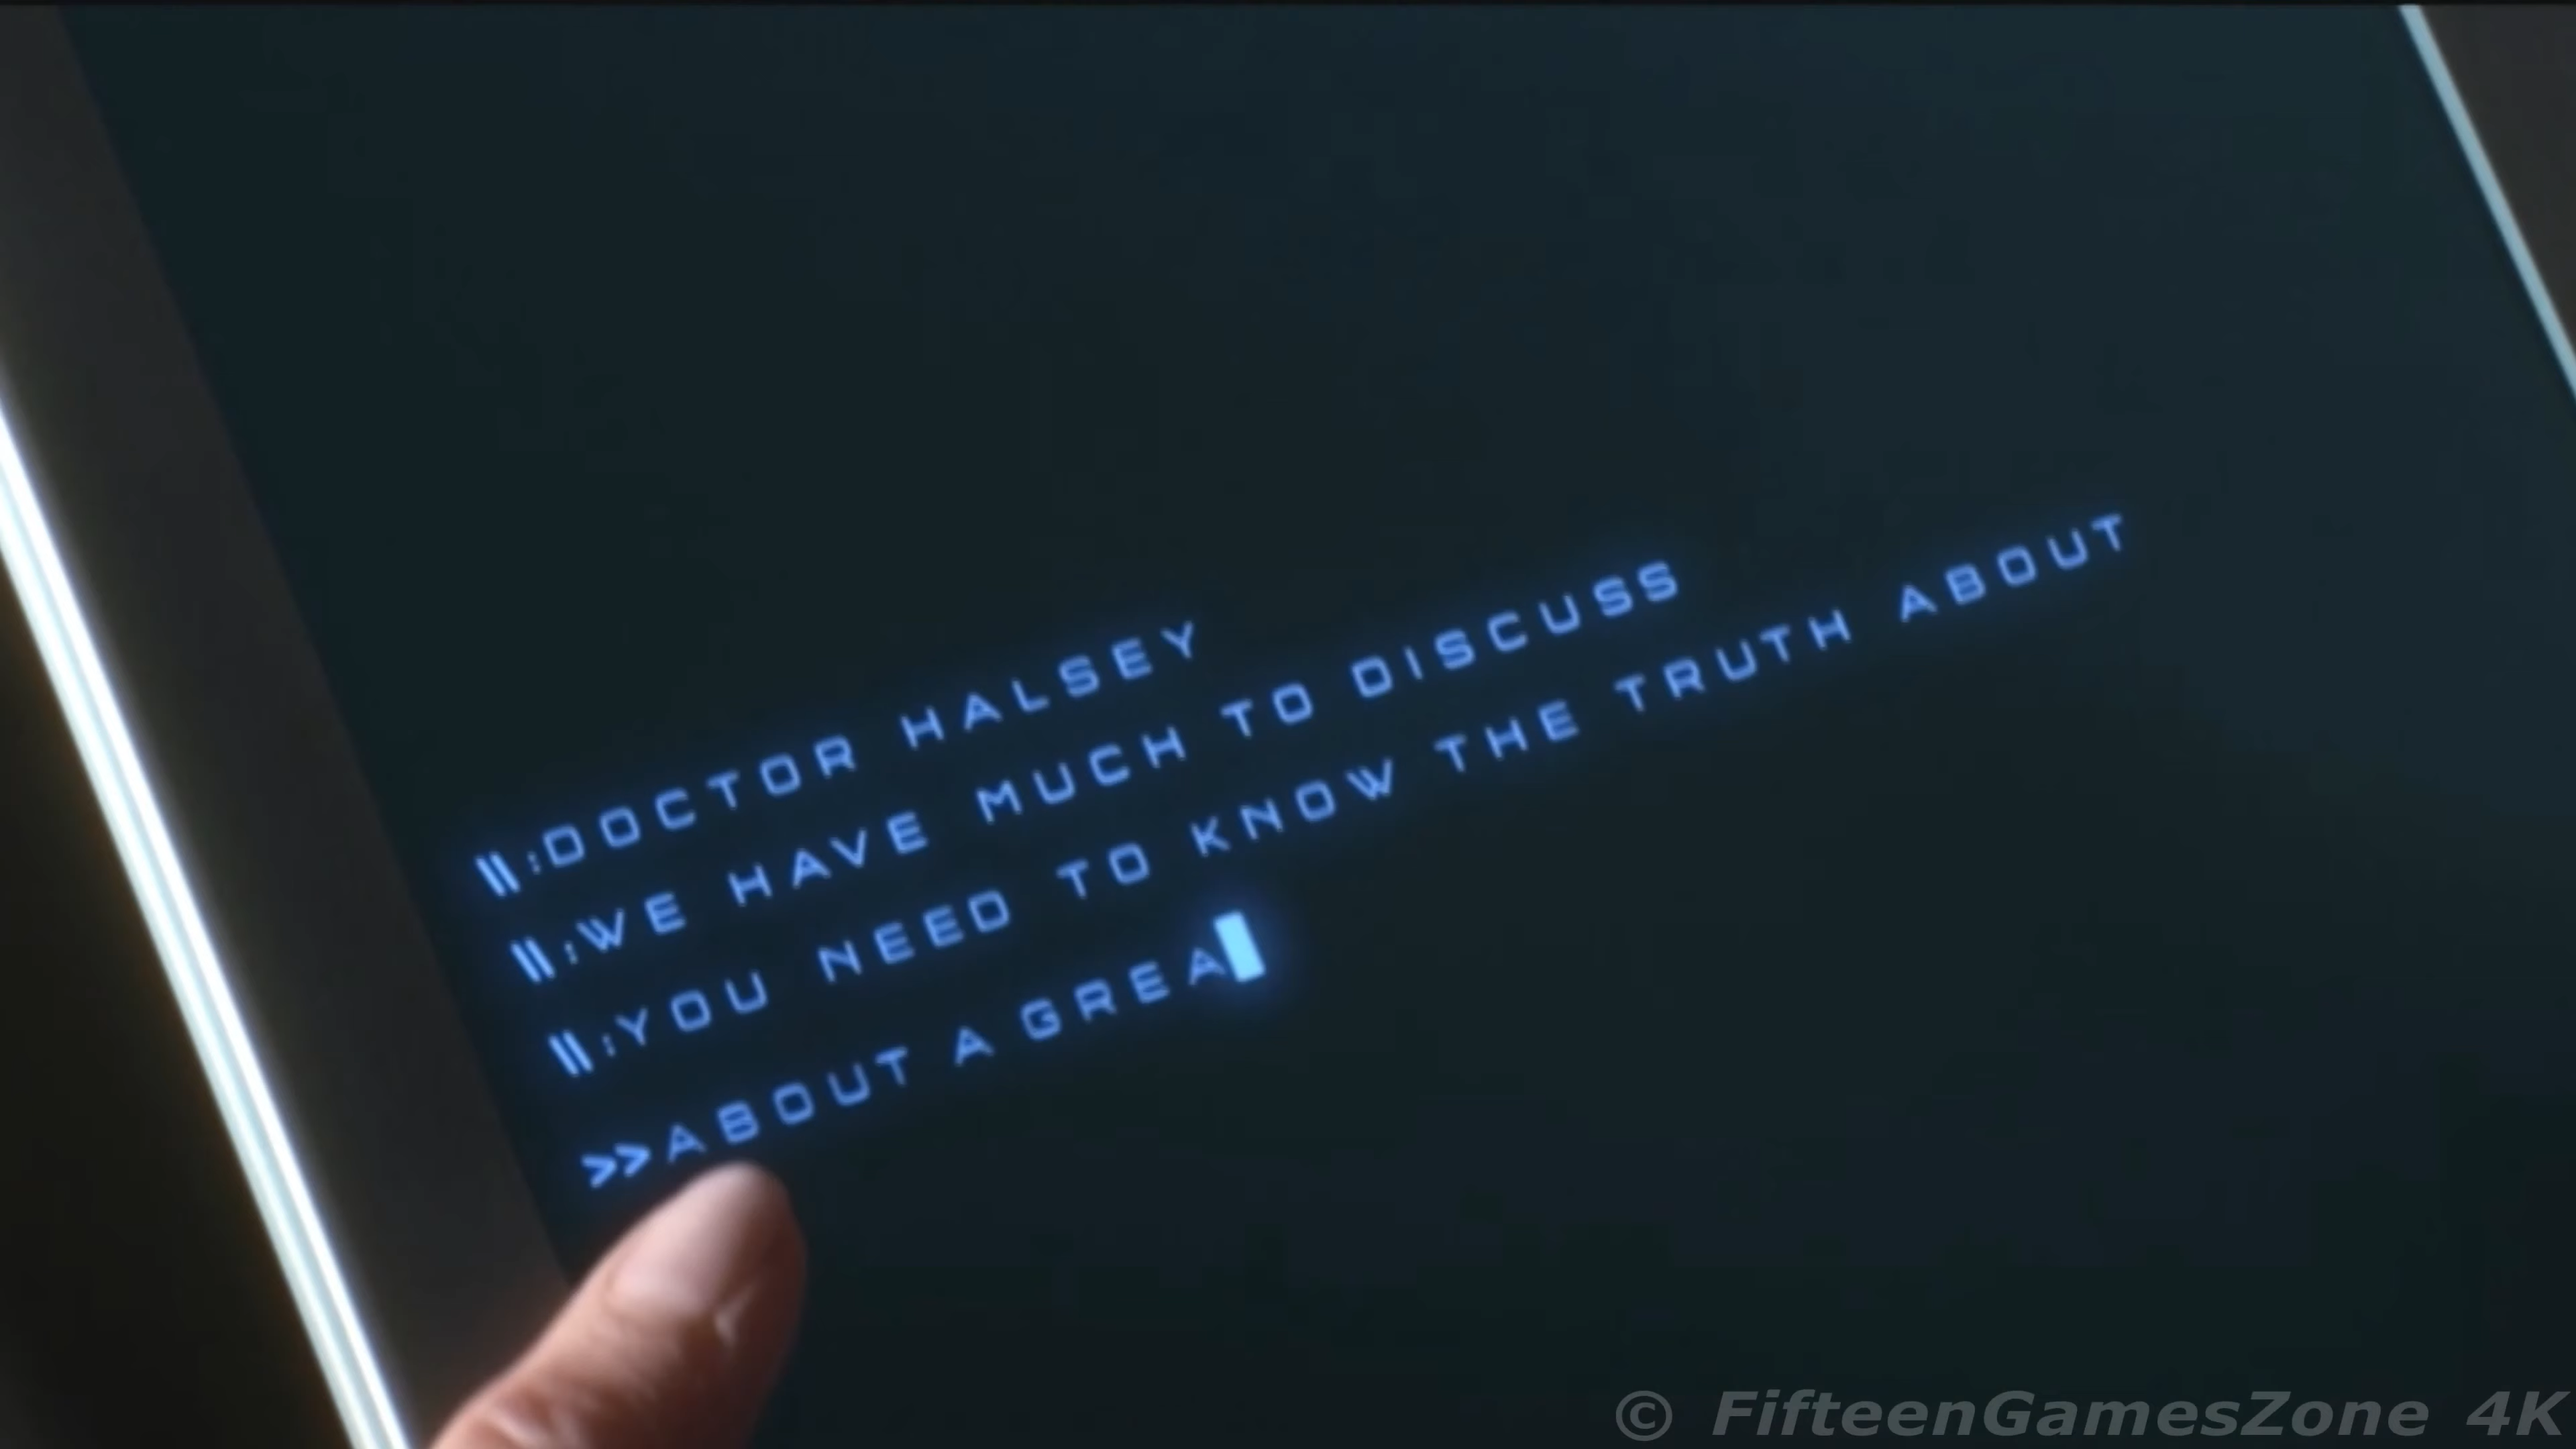 \\:DOCTOR HALSEY
\\:WE HAVE MUCH TO DISCUSS
\\:YOU NEED TO KNOW THE TRUTH ABOUT
>>ABOUT A GREA
© FifteenGamesZone 4K